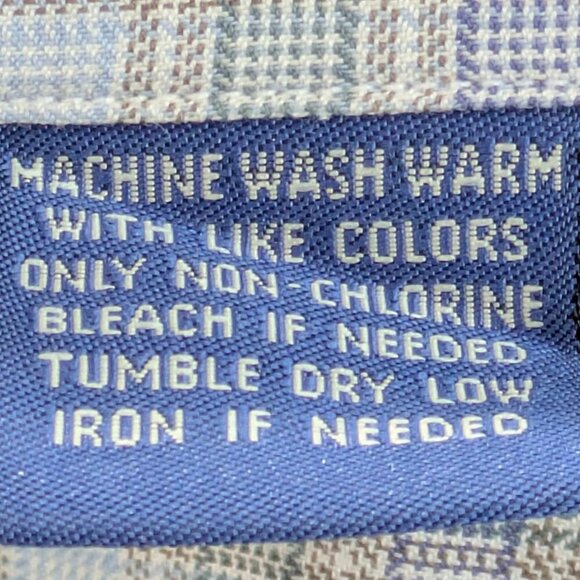 MACHINE WASH WARM
WITH LIKE COLORS
ONLY NON-CHLORINE
BLEACH IF NEEDED
TUMBLE DRY LOW
IRON IF NEEDED